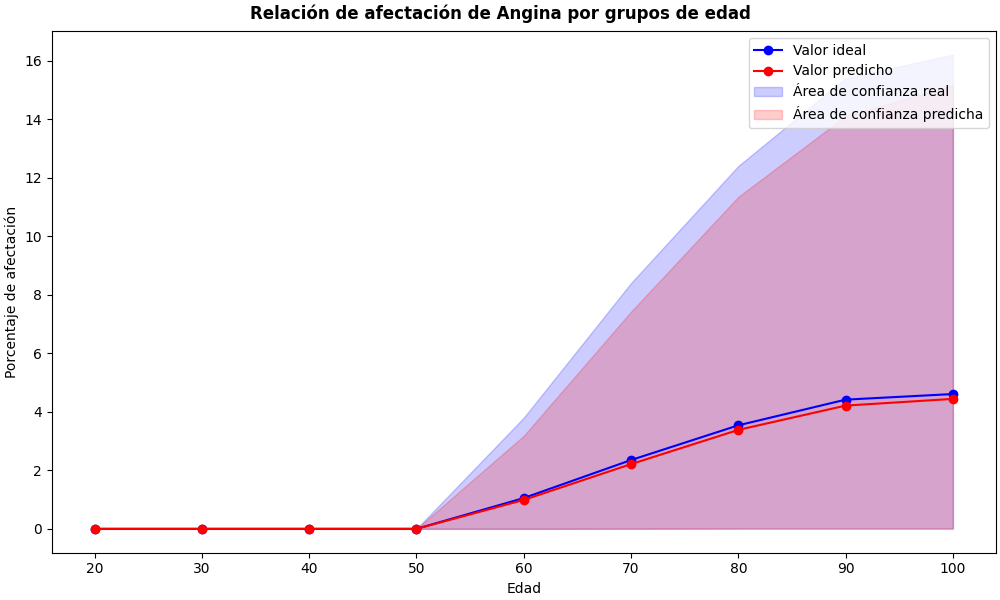 Relación de afectación de Angina por grupos de edad
Valor ideal
Valor predicho
Área de confianza real
Área de confianza predicha
Porcentaje de afectación
16
14
12
10
8
6
4
2
0
20 30 40 50 60 70 80 90 100
Edad